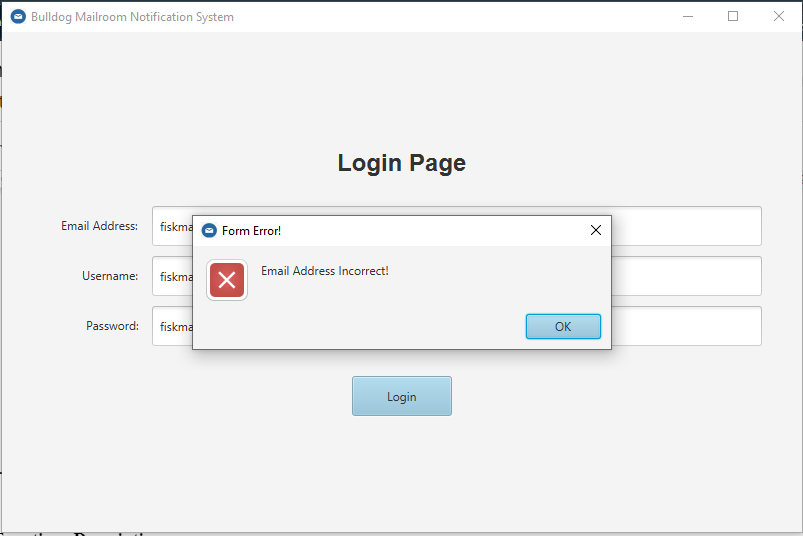 Bulldog Mailroom Notification System
Login Page
Email Address:
fiskma
Form Error!
Email Address Incorrect!
OK
Username:
fiskma
Password:
fiskma
Login